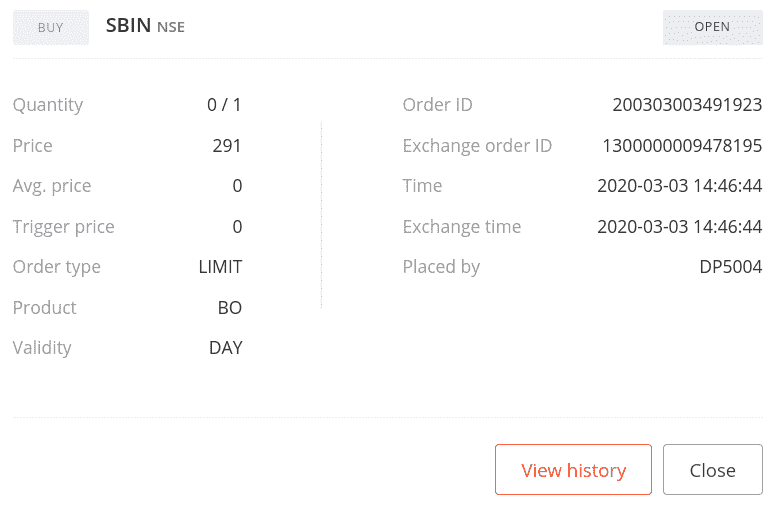 BUY SBIN NSE OPEN
Quantity 0 / 1 Order ID 200303003491923
Price 291 Exchange order ID 1300000009478195
Avg. price 0 Time 2020-03-03 14:46:44
Trigger price 0 Exchange time 2020-03-03 14:46:44
Order type LIMIT Placed by DP5004
Product BO
Validity DAY
View history Close